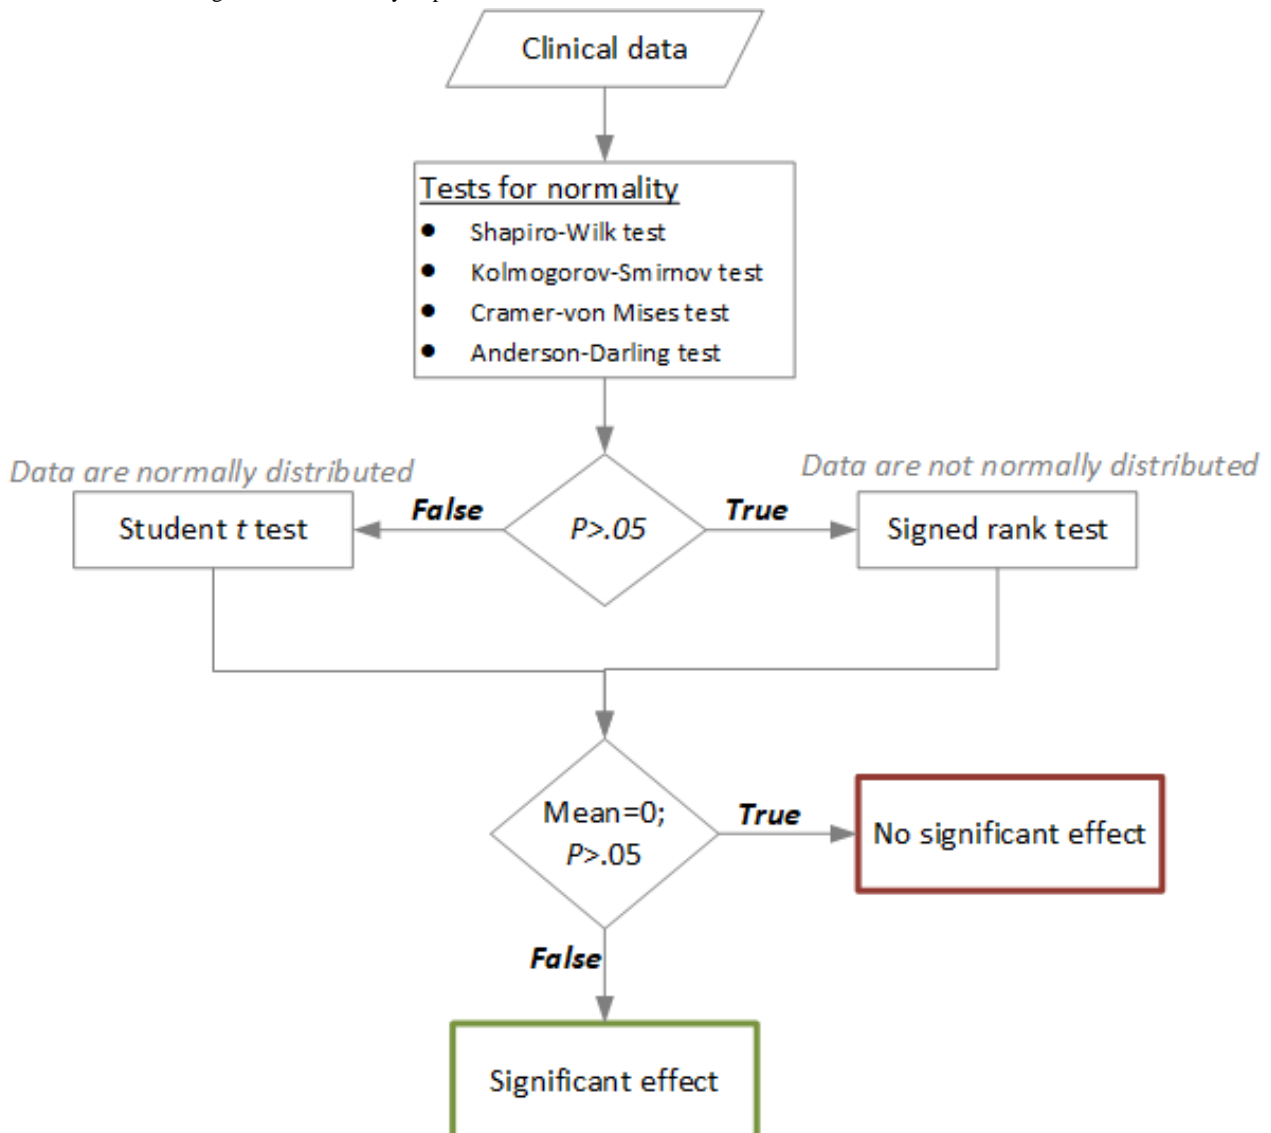 Clinical data
Tests for normality
● Shapiro-Wilk test
● Kolmogorov-Smirnov test
● Cramer-von Mises test
● Anderson-Darling test
Data are normally distributed
Data are not normally distributed
Student t test
False
P>.05
True
Signed rank test
Mean=0;
P>.05
True
No significant effect
False
Significant effect